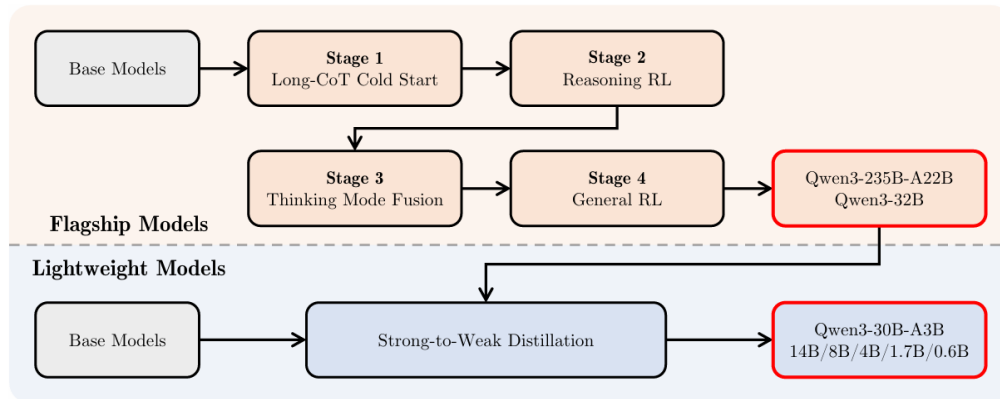 Base Models
Stage 1
Long-CoT Cold Start
Stage 2
Reasoning RL
Stage 3
Thinking Mode Fusion
Stage 4
General RL
Qwen3-235B-A22B
Qwen3-32B
Flagship Models
Lightweight Models
Base Models
Strong-to-Weak Distillation
Qwen3-30B-A3B
14B/8B/4B/1.7B/0.6B